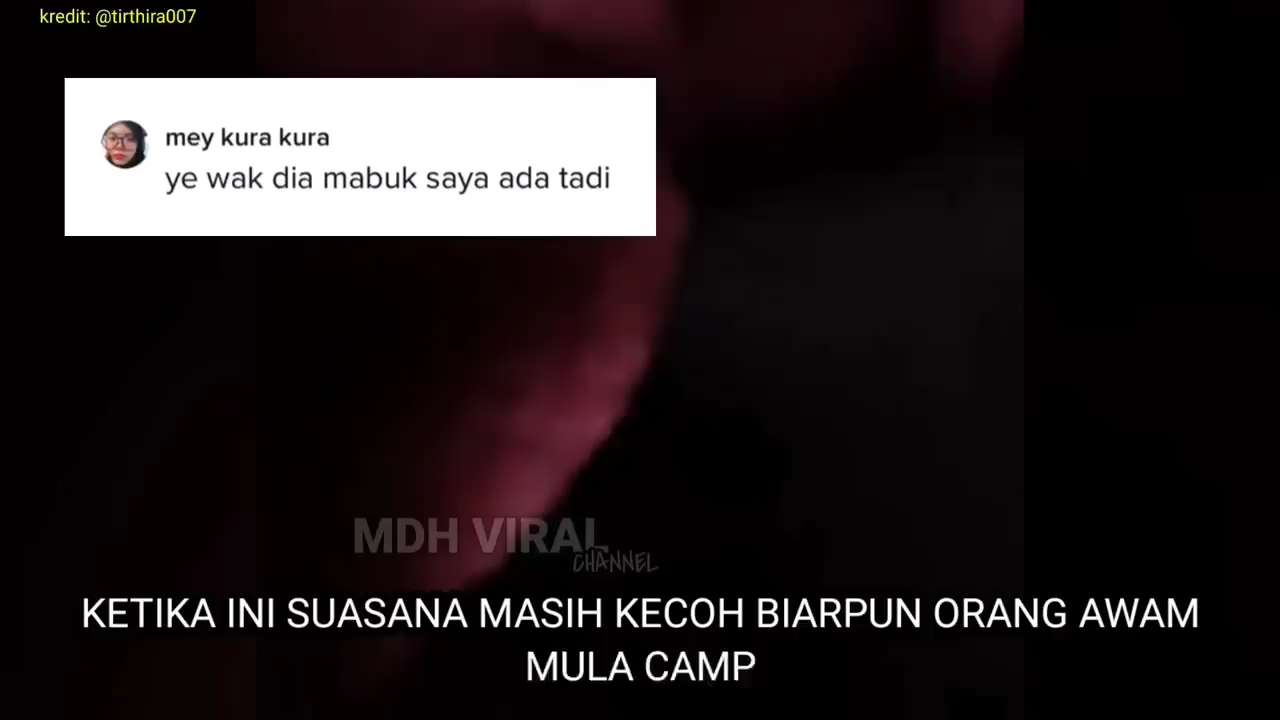 kredit: @tirthira007
mey kura kura
ye wak dia mabuk saya ada tadi
MDH VIRAL
CHANNEL
KETIKA INI SUASANA MASIH KECOH BIARPUN ORANG AWAM
MULA CAMP